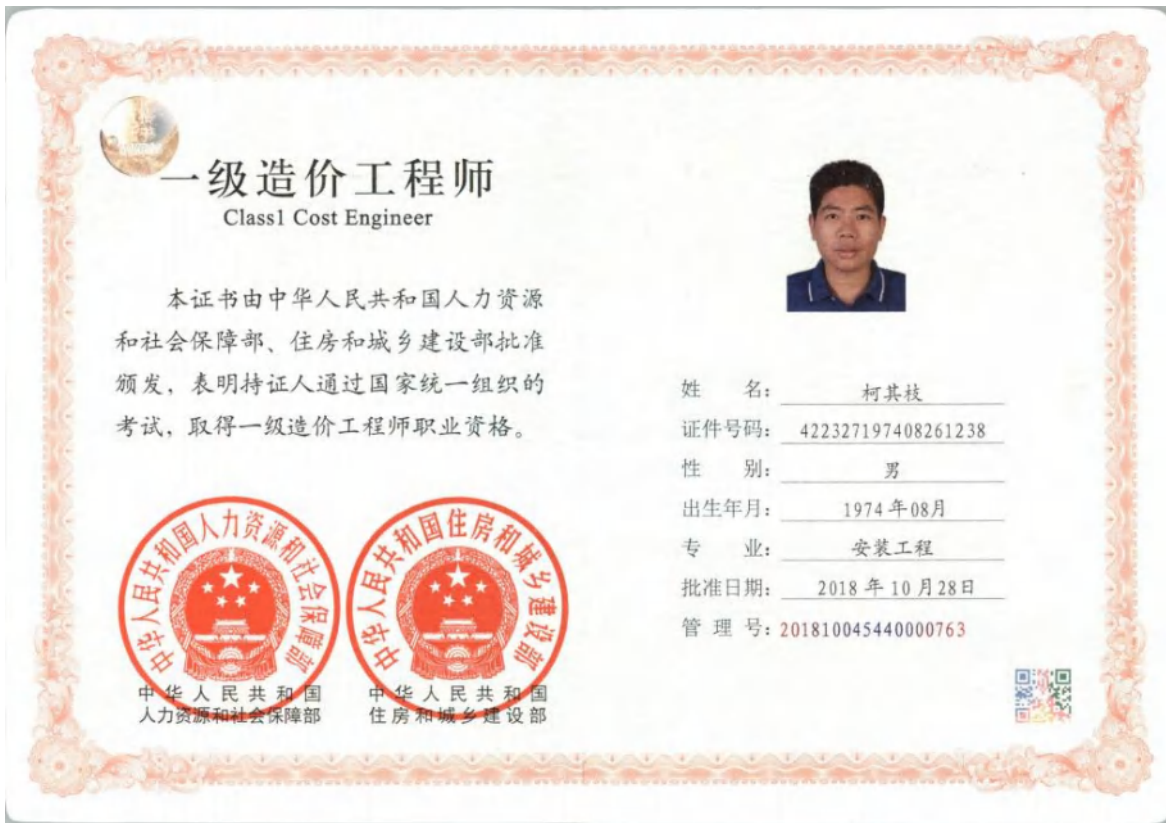 一级造价工程师
Class1 Cost Engineer
本证书由中华人民共和国人力资源
和社会保障部、住房和城乡建设部批准
颁发，表明持证人通过国家统一组织的
考试，取得一级造价工程师职业资格。
中华人民共和国人力资源和社会保障部
中华人民共和国
人力资源和社会保障部
中华人民共和国住房和城乡建设部
中华人民共和国
住房和城乡建设部
姓 名： 柯其枝
证件号码： 422327197408261238
性 别： 男
出生年月： 1974年08月
专 业： 安装工程
批准日期： 2018年10月28日
管 理 号：201810045440000763